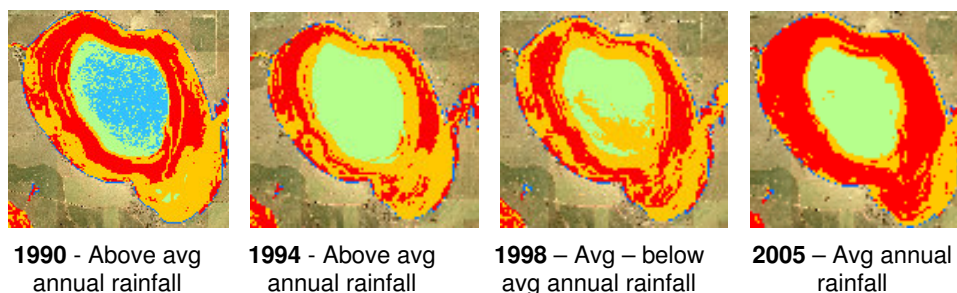 1990 - Above avg
annual rainfall
1994 - Above avg
annual rainfall
1998 – Avg – below
avg annual rainfall
2005 – Avg annual
rainfall